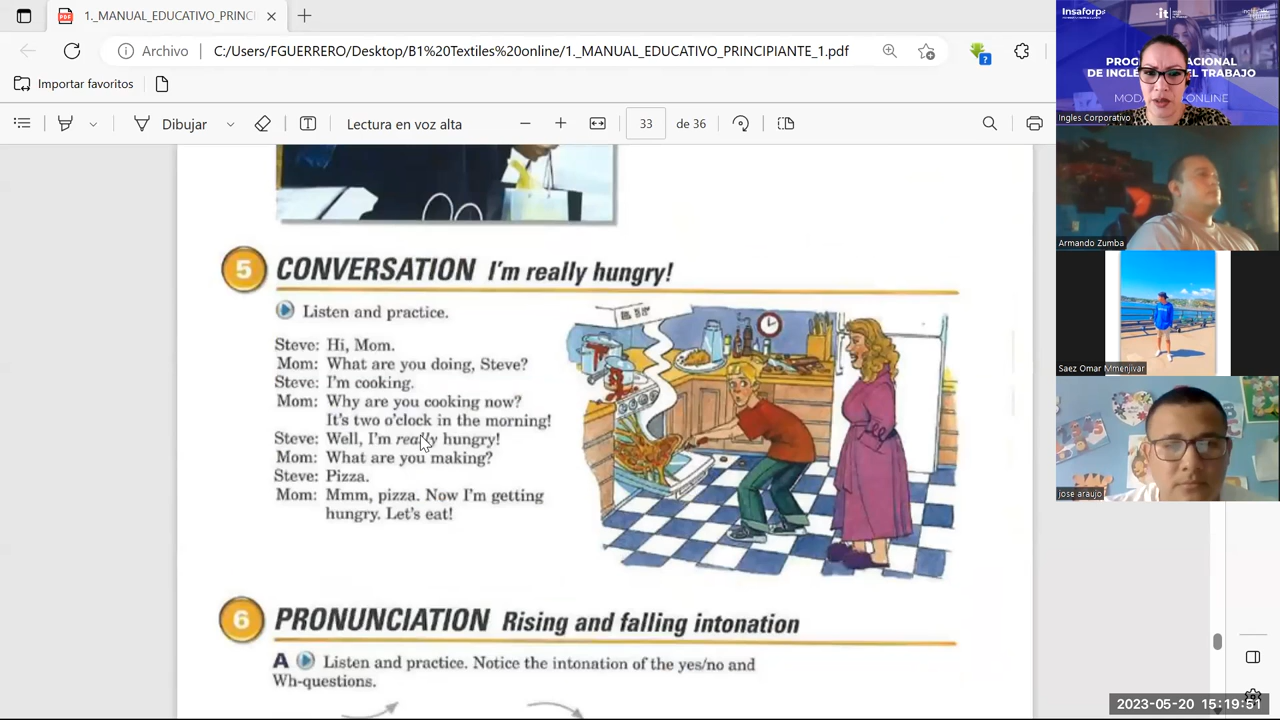 1_MANUAL_EDUCATIVO_PRINCI
Archivo
C:/Users/FGUERRERO/Desktop/B1%20Textiles%20online/1._MANUAL_EDUCATIVO_PRINCIPIANTE_1.pdf
?
Importar favoritos
Dibujar
Lectura en voz alta
33
de 36
5 CONVERSATION I'm really hungry!
Listen and practice.
Steve: Hi, Mom.
Mom: What are you doing, Steve?
Steve: I'm cooking.
Mom: Why are you cooking now?
It's two o'clock in the morning!
Steve: Well, I'm really hungry!
Mom: What are you making?
Steve: Pizza.
Mom: Mmm, pizza. Now I'm getting
hungry. Let's eat!
6 PRONUNCIATION Rising and falling intonation
A Listen and practice. Notice the intonation of the yes/no and
Wh-questions.
Insaforp
it
ONLINE
Ingles Corporativo
Armando Zumba
Saez Omar Mmenjivar
jose araujo
2023-05-20 15:19:51